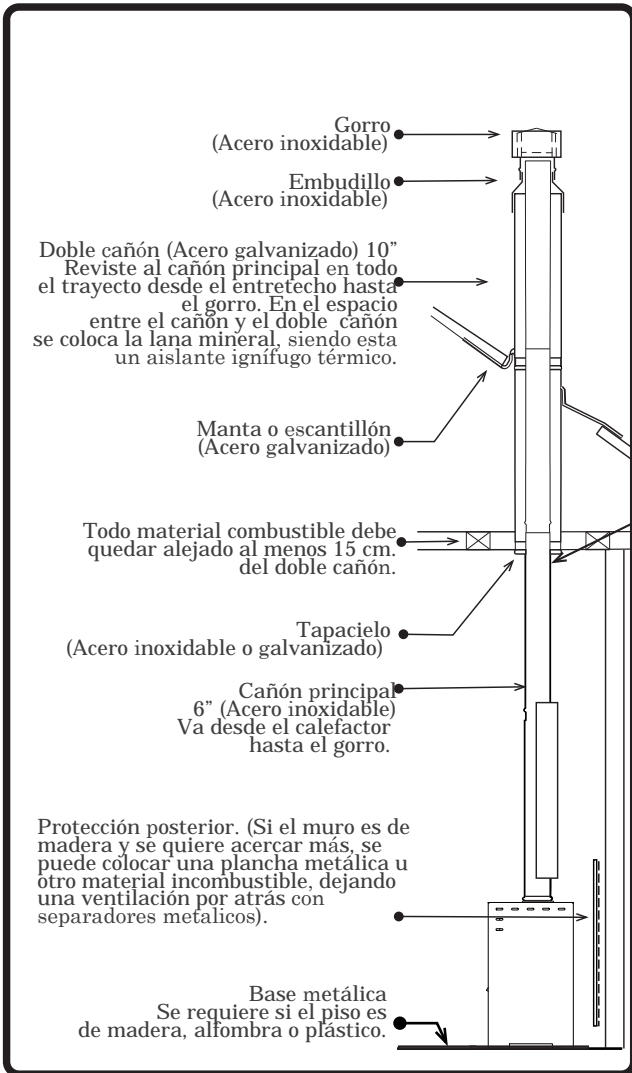 Gorro
(Acero inoxidable)
Embudillo
(Acero inoxidable)
Doble cañón (Acero galvanizado) 10”
Reviste al cañón principal en todo
el trayecto desde el entretecho hasta
el gorro. En el espacio
entre el cañón y el doble cañón
se coloca la lana mineral, siendo esta
un aislante ignífugo térmico.
Manta o escantillón
(Acero galvanizado)
Todo material combustible debe
quedar alejado al menos 15 cm.
del doble cañón.
Tapacielo
(Acero inoxidable o galvanizado)
Cañón principal
6” (Acero inoxidable)
Va desde el calefactor
hasta el gorro.
Protección posterior. (Si el muro es de
madera y se quiere acercar más, se
puede colocar una plancha metálica u
otro material incombustible, dejando
una ventilación por atrás con
separadores metalicos).
Base metálica
Se requiere si el piso es
de madera, alfombra o plástico.